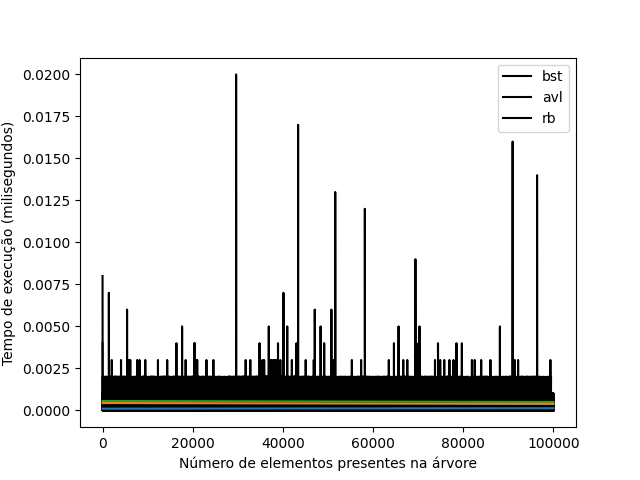 Tempo de execução (milisegundos)
0.0200
0.0175
0.0150
0.0125
0.0100
0.0075
0.0050
0.0025
0.0000
bst
avl
rb
0 20000 40000 60000 80000 100000
Número de elementos presentes na árvore